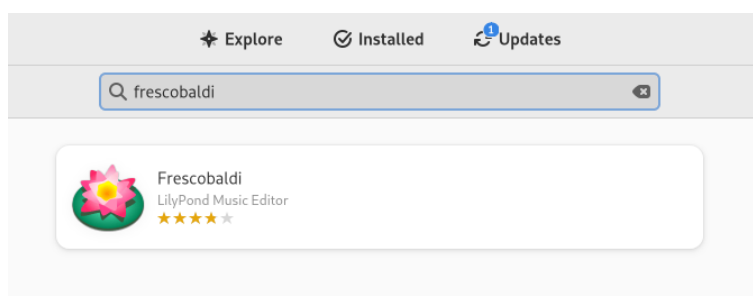 Explore Installed 1 Updates
frescobaldi
Frescobaldi
LilyPond Music Editor